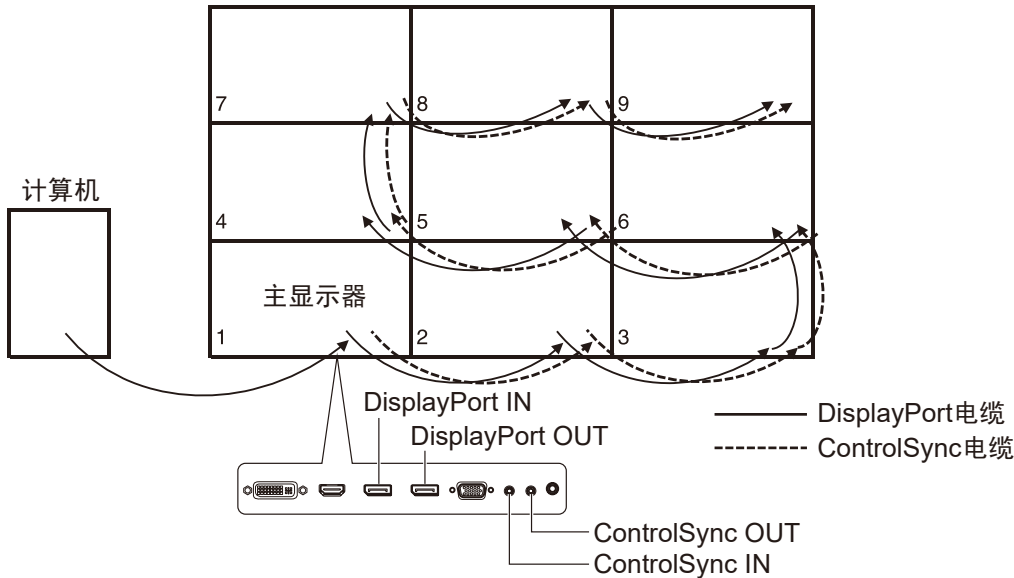 7
8
9
计算机
4
5
6
主显示器
1
2
3
DisplayPort IN
DisplayPort OUT
DisplayPort电缆
ControlSync电缆
ControlSync OUT
ControlSync IN